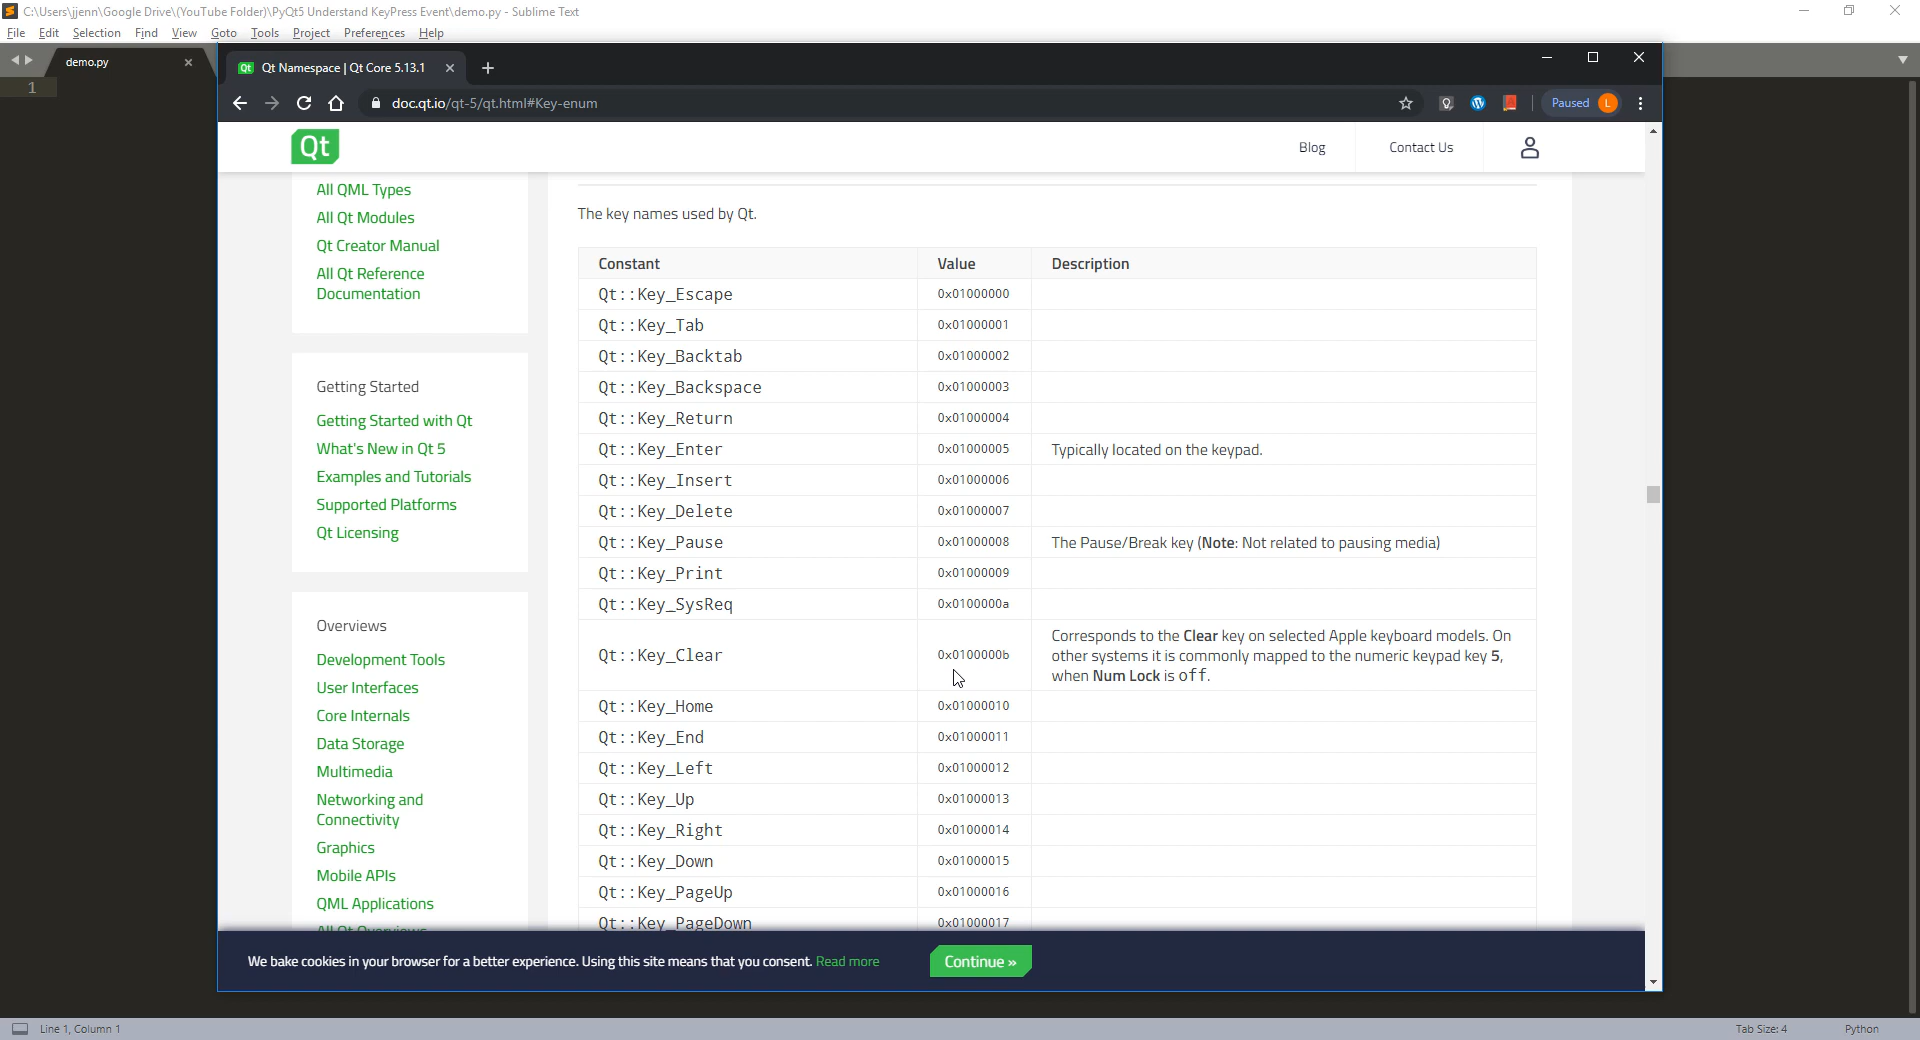 C:\Users\jjenn\Google Drive\(YouTube Folder)\PyQt5 Understand KeyPress Event\demo.py - Sublime Text
File Edit Selection Find View Goto Tools Project Preferences Help
demo.py
1
Qt Namespace | Qt Core 5.13.1
doc.qt.io/qt-5/qt.html#Key-enum
Paused L
Qt
Blog Contact Us
All QML Types
All Qt Modules
Qt Creator Manual
All Qt Reference
Documentation
Getting Started
Getting Started with Qt
What's New in Qt 5
Examples and Tutorials
Supported Platforms
Qt Licensing
Overviews
Development Tools
User Interfaces
Core Internals
Data Storage
Multimedia
Networking and
Connectivity
Graphics
Mobile APIs
QML Applications
All Qt Overviews
The key names used by Qt.
Constant Value Description
Qt::Key_Escape 0x01000000
Qt::Key_Tab 0x01000001
Qt::Key_Backtab 0x01000002
Qt::Key_Backspace 0x01000003
Qt::Key_Return 0x01000004
Qt::Key_Enter 0x01000005 Typically located on the keypad.
Qt::Key_Insert 0x01000006
Qt::Key_Delete 0x01000007
Qt::Key_Pause 0x01000008 The Pause/Break key (Note: Not related to pausing media)
Qt::Key_Print 0x01000009
Qt::Key_SysReq 0x0100000a
Qt::Key_Clear 0x0100000b Corresponds to the Clear key on selected Apple keyboard models. On
other systems it is commonly mapped to the numeric keypad key 5,
when Num Lock is off.
Qt::Key_Home 0x01000010
Qt::Key_End 0x01000011
Qt::Key_Left 0x01000012
Qt::Key_Up 0x01000013
Qt::Key_Right 0x01000014
Qt::Key_Down 0x01000015
Qt::Key_PageUp 0x01000016
Qt::Key_PageDown 0x01000017
We bake cookies in your browser for a better experience. Using this site means that you consent. Read more
Continue »
Line 1, Column 1
Tab Size: 4 Python